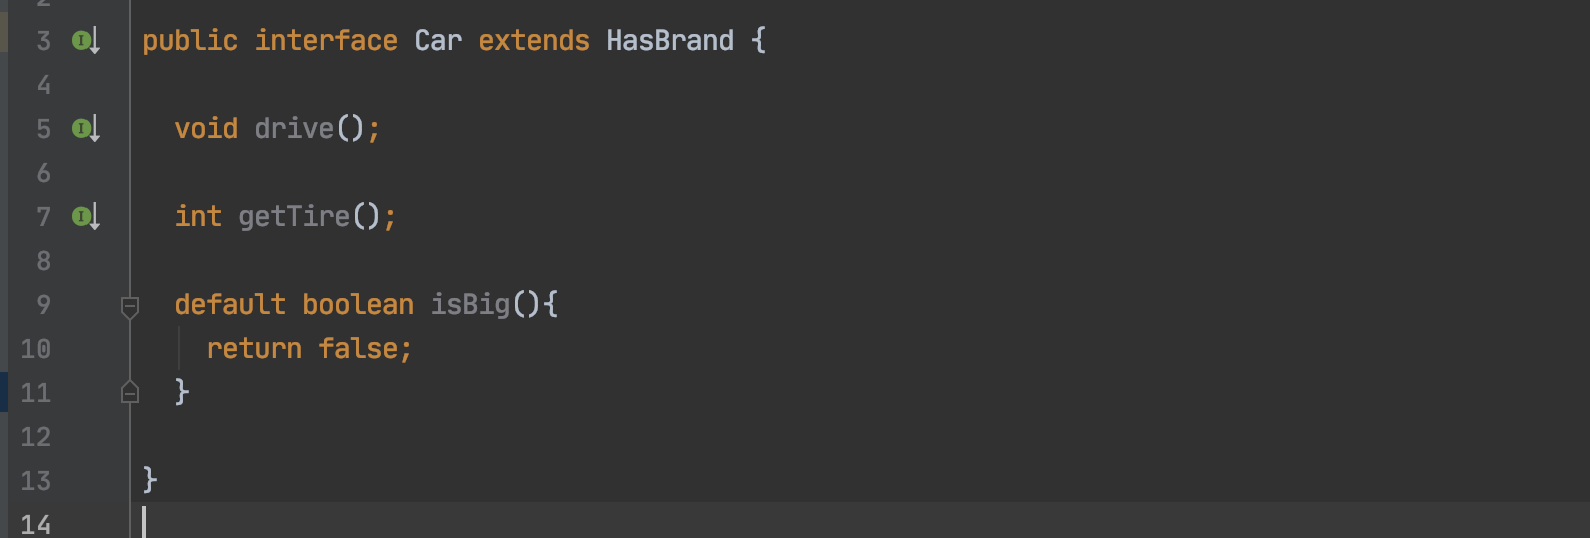 3 public interface Car extends HasBrand {
4
5 void drive();
6
7 int getTire();
8
9 default boolean isBig(){
10 return false;
11 }
12
13 }
14